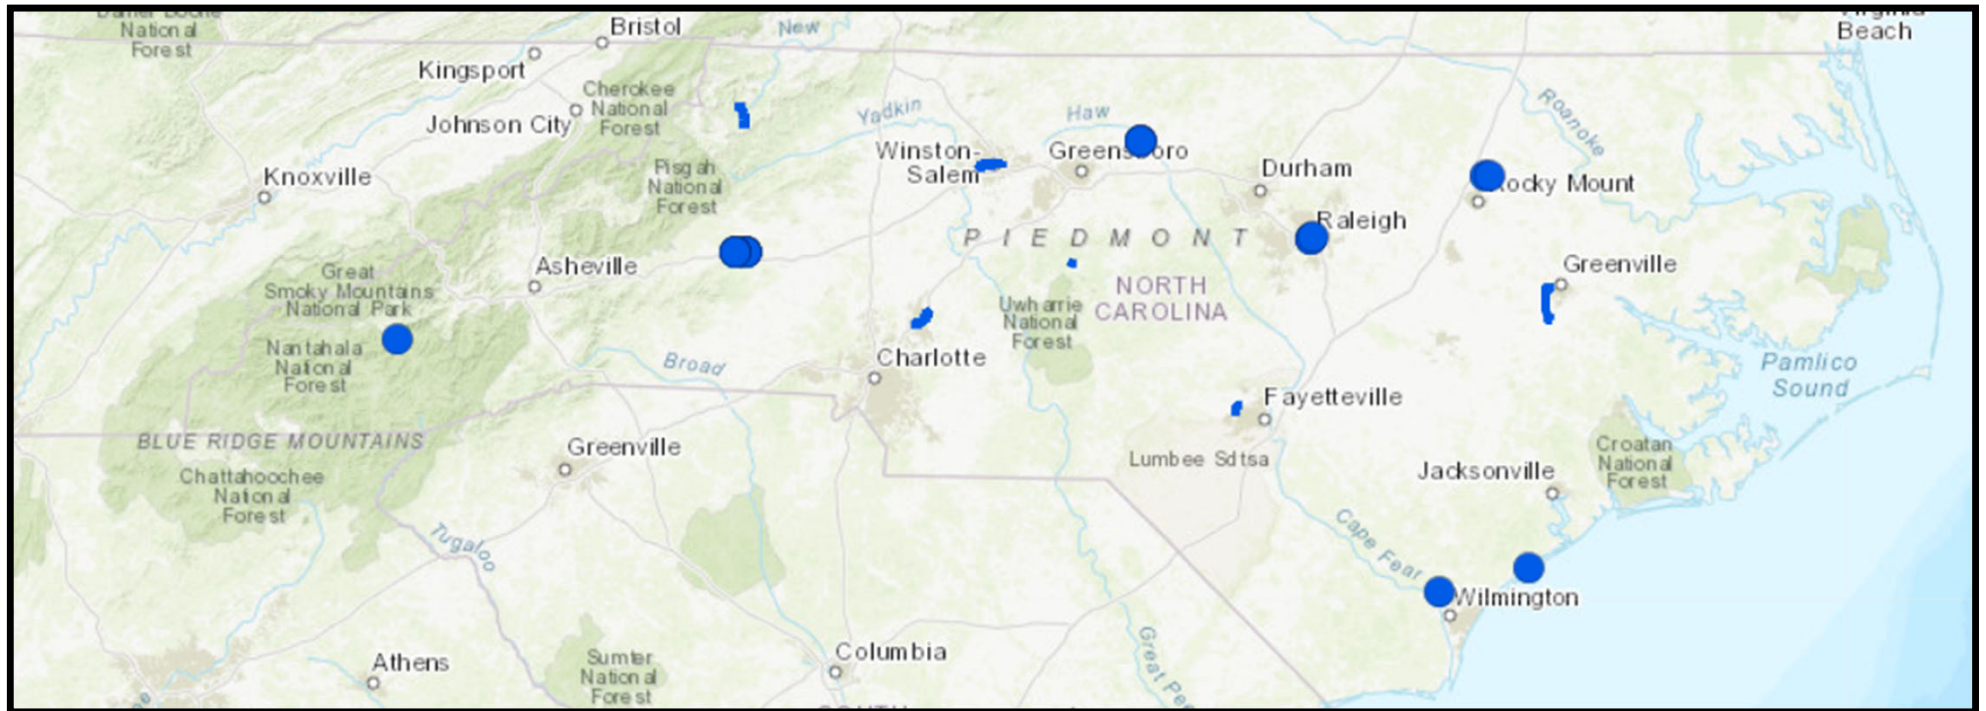 National
Forest
Bristol
New
Virginia
Beach
Kingsport
Cherokee
National
Forest
Johnson City
Yadkin
Haw
Roanoke
Winston-
Salem
Greensboro
Durham
Knoxville
Pisgah
National
Forest
Rocky Mount
Raleigh
PIEDMONT
Asheville
Great
Smoky Mountains
National Park
Greenville
NORTH
CAROLINA
Uwharrie
National
Forest
Nantahala
National
Forest
Broad
Charlotte
Pamlico
Sound
Fayetteville
BLUE RIDGE MOUNTAINS
Greenville
Lumbee Sdtsa
Croatan
National
Forest
Chattahoochee
National
Forest
Jacksonville
Tugaloo
Cape Fear
Wilmington
Athens
Sumter
National
Forest
Columbia
Great Pee